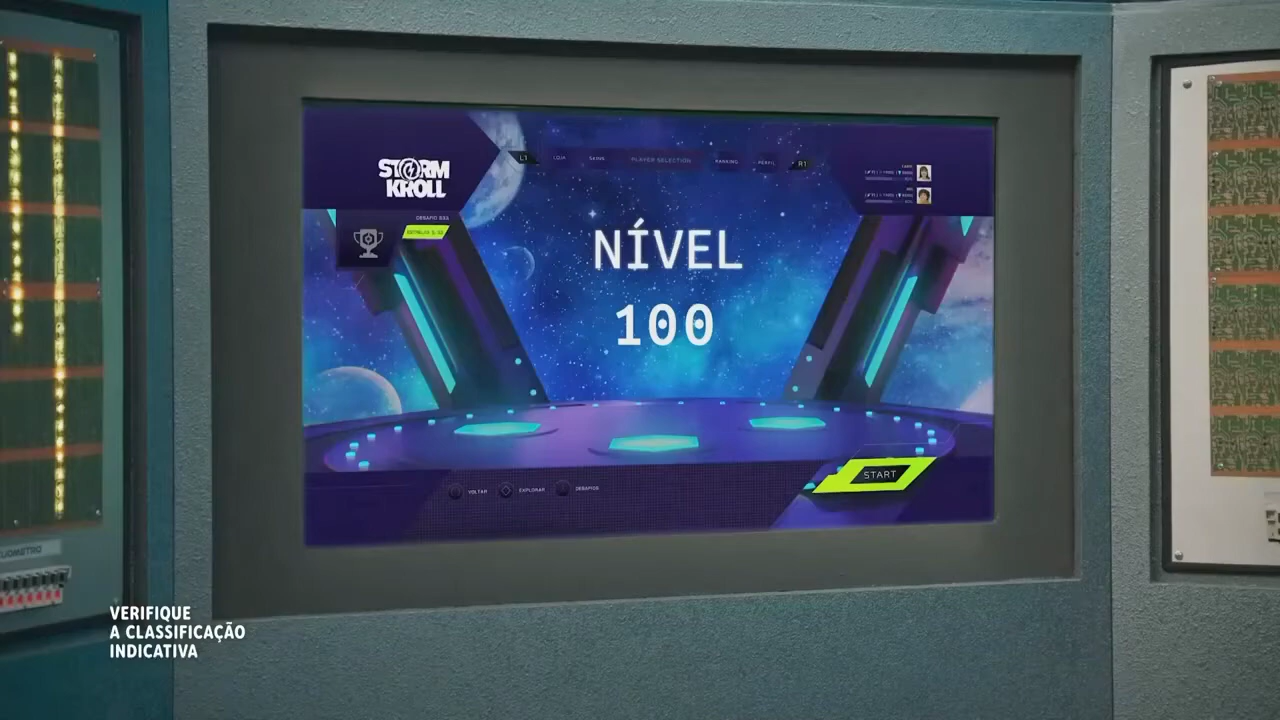 STORM
KROLL
L1
LOJA
SKINS
PLAYER SELECTION
RANKING
PERFIL
R1
NÍVEL
100
START
VOLTAR
EXPLORAR
DESAFIOS
VERIFIQUE
A CLASSIFICAÇÃO
INDICATIVA